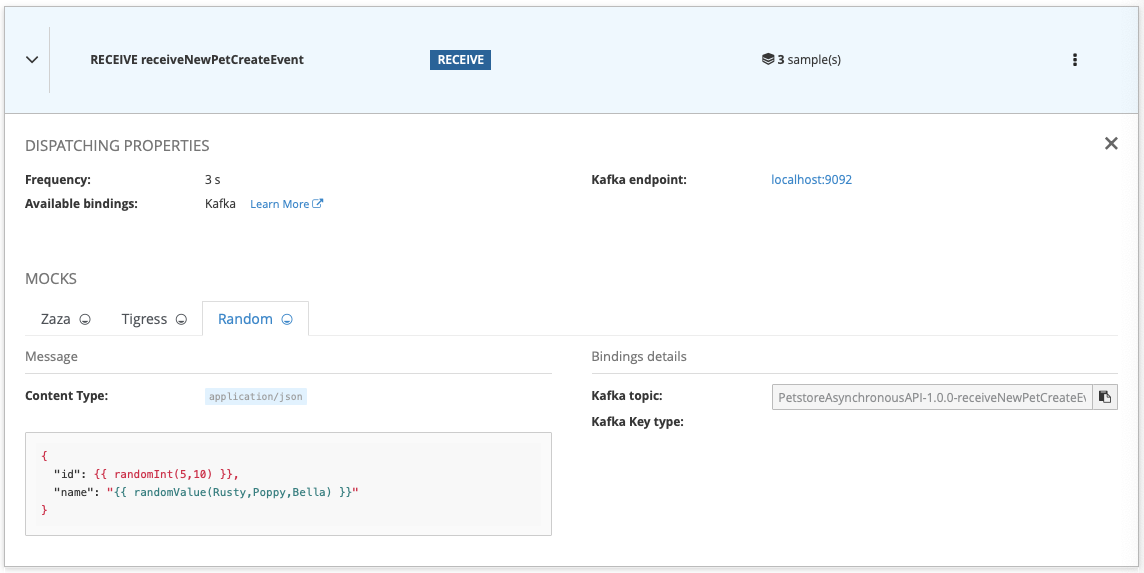 RECEIVE receiveNewPetCreateEvent RECEIVE 3 sample(s)
DISPATCHING PROPERTIES
Frequency: 3 s Kafka endpoint: localhost:9092
Available bindings: Kafka Learn More
MOCKS
Zaza Tigress Random
Message Bindings details
Content Type: application/json Kafka topic: PetstoreAsynchronousAPI-1.0.0-receiveNewPetCreateEv
Kafka Key type:
{
"id": {{ randomInt(5,10) }},
"name": "{{ randomValue(Rusty,Poppy,Bella) }}"
}